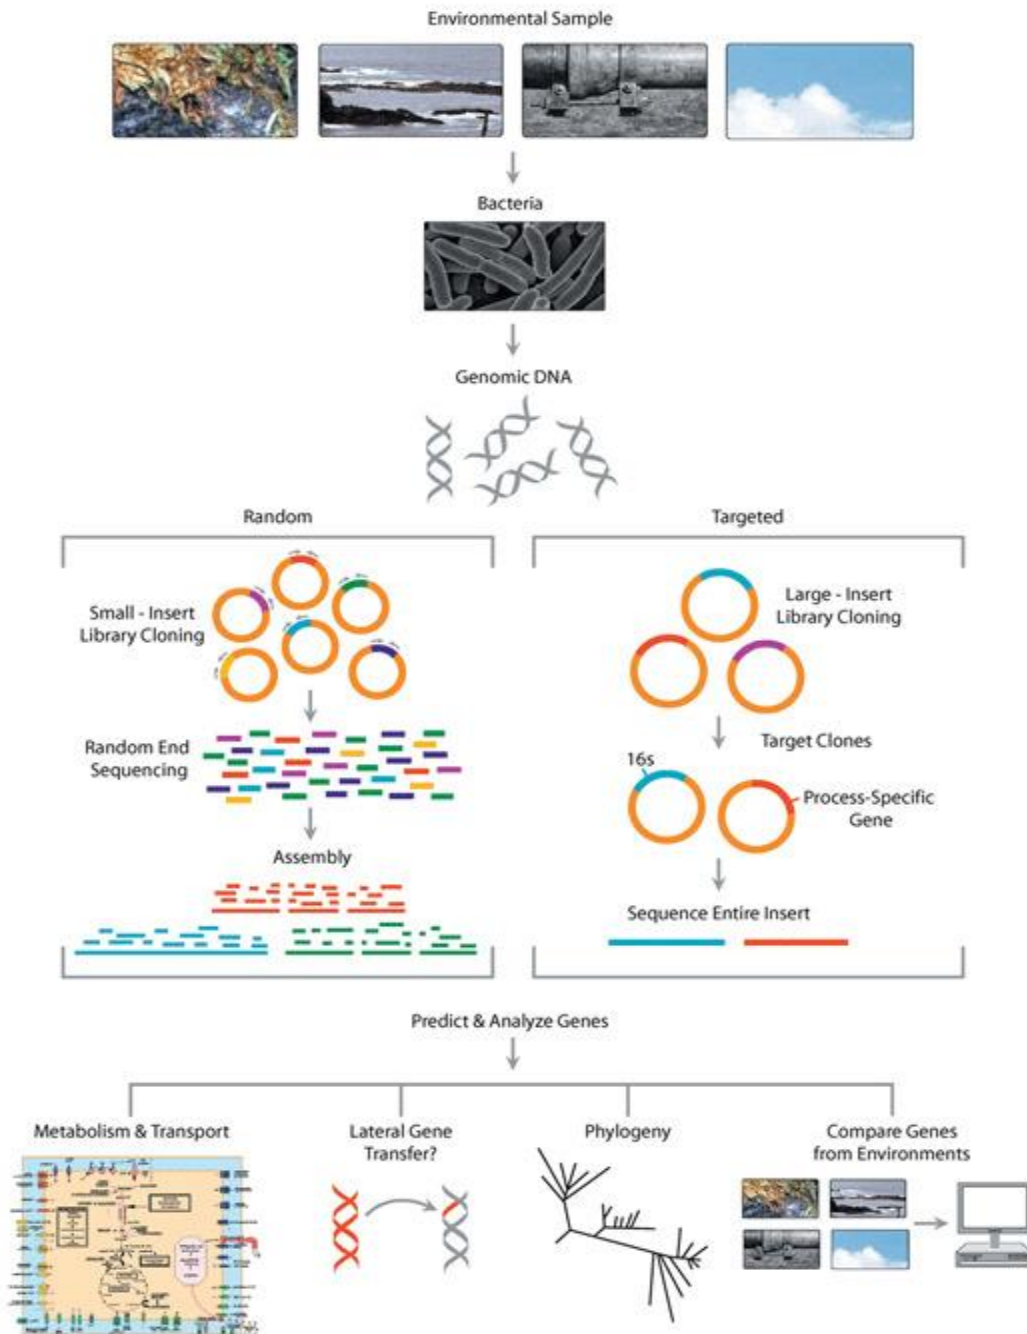 Environmental Sample
Bacteria
Genomic DNA
Random
Small - Insert
Library Cloning
Random End
Sequencing
Assembly
Targeted
Large - Insert
Library Cloning
Target Clones
16s
Process-Specific
Gene
Sequence Entire Insert
Predict & Analyze Genes
Metabolism & Transport
Lateral Gene
Transfer?
Phylogeny
Compare Genes
from Environments